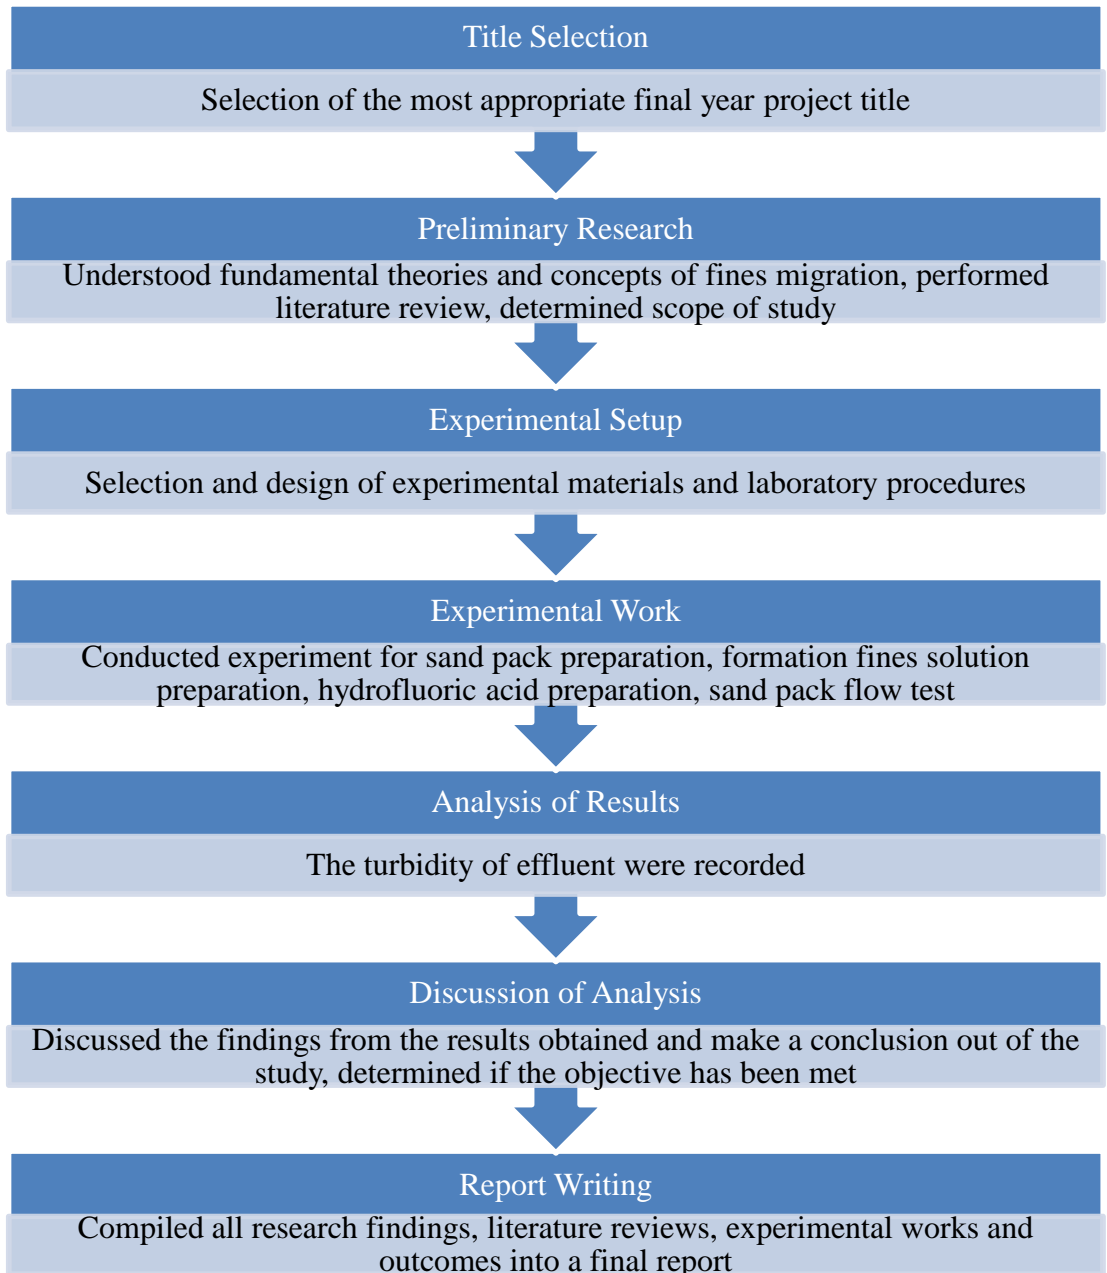 Title Selection
Selection of the most appropriate final year project title
Preliminary Research
Understood fundamental theories and concepts of fines migration, performed
literature review, determined scope of study
Experimental Setup
Selection and design of experimental materials and laboratory procedures
Experimental Work
Conducted experiment for sand pack preparation, formation fines solution
preparation, hydrofluoric acid preparation, sand pack flow test
Analysis of Results
The turbidity of effluent were recorded
Discussion of Analysis
Discussed the findings from the results obtained and make a conclusion out of the
study, determined if the objective has been met
Report Writing
Compiled all research findings, literature reviews, experimental works and
outcomes into a final report